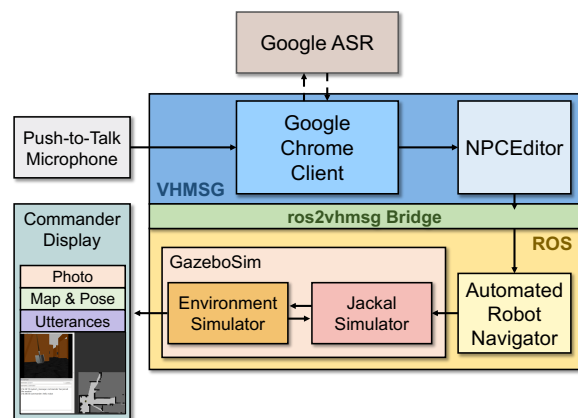 Google ASR
Push-to-Talk
Microphone
Google
Chrome
Client
NPCEditor
VHMSG
ros2vhmsg Bridge
ROS
Commander
Display
Photo
Map & Pose
Utterances
GazeboSim
Environment
Simulator
Jackal
Simulator
Automated
Robot
Navigator